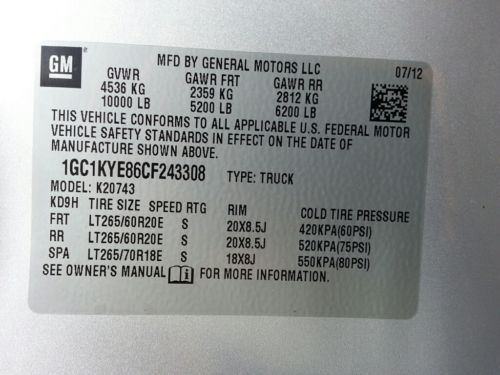 GM
MFD BY GENERAL MOTORS LLC
07/12
GVWR GAWR FRT GAWR RR
4536 KG 2359 KG 2812 KG
10000 LB 5200 LB 6200 LB
THIS VEHICLE CONFORMS TO ALL APPLICABLE U.S. FEDERAL MOTOR
VEHICLE SAFETY STANDARDS IN EFFECT ON THE DATE OF
MANUFACTURE SHOWN ABOVE.
1GC1KYE86CF243308 TYPE: TRUCK
MODEL: K20743
KD9H TIRE SIZE SPEED RTG RIM COLD TIRE PRESSURE
FRT LT265/60R20E S 20X8.5J 420KPA(60PSI)
RR LT265/60R20E S 20X8.5J 520KPA(75PSI)
SPA LT265/70R18E S 18X8J 550KPA(80PSI)
SEE OWNER'S MANUAL FOR MORE INFORMATION.